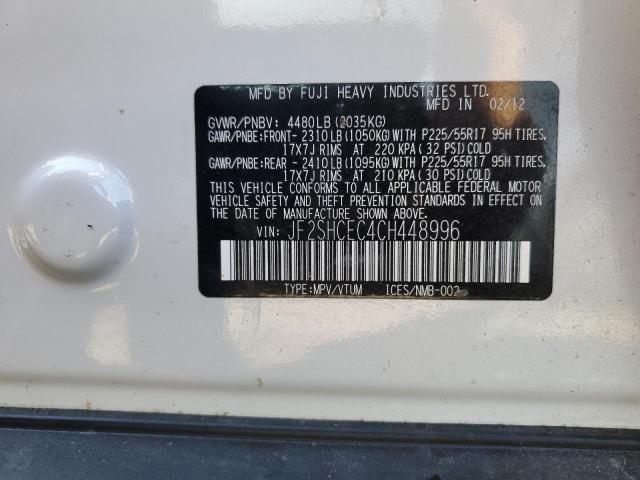 MFD BY FUJI HEAVY INDUSTRIES LTD.
MFD IN 02/12
GVWR/PNBV: 4480LB(2035KG)
GAWR/PNBE:FRONT-2310LB(1050KG)WITH P225/55R17 95H TIRES,
17X7J RIMS AT 220 KPA(32 PSI)COLD
GAWR/PNBE:REAR -2410LB(1095KG)WITH P225/55R17 95H TIRES,
17X7J RIMS AT 210 KPA(30 PSI)COLD
THIS VEHICLE CONFORMS TO ALL APPLICABLE FEDERAL MOTOR
VEHICLE SAFETY AND THEFT PREVENTION STANDARDS IN EFFECT
ON THE DATE OF MANUFACTURE SHOWN ABOVE.
VIN: JF2SHCEC4CH448996
TYPE:MPV/VTUM ICES/NMB-002